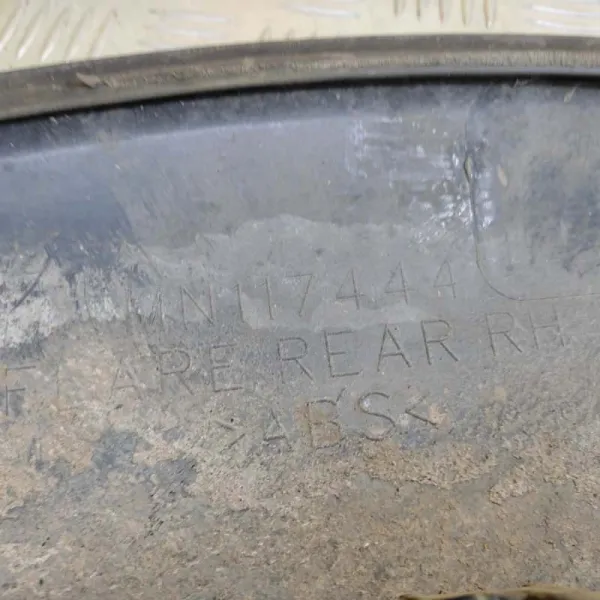 MN117444
FLARE REAR RH
>ABS<